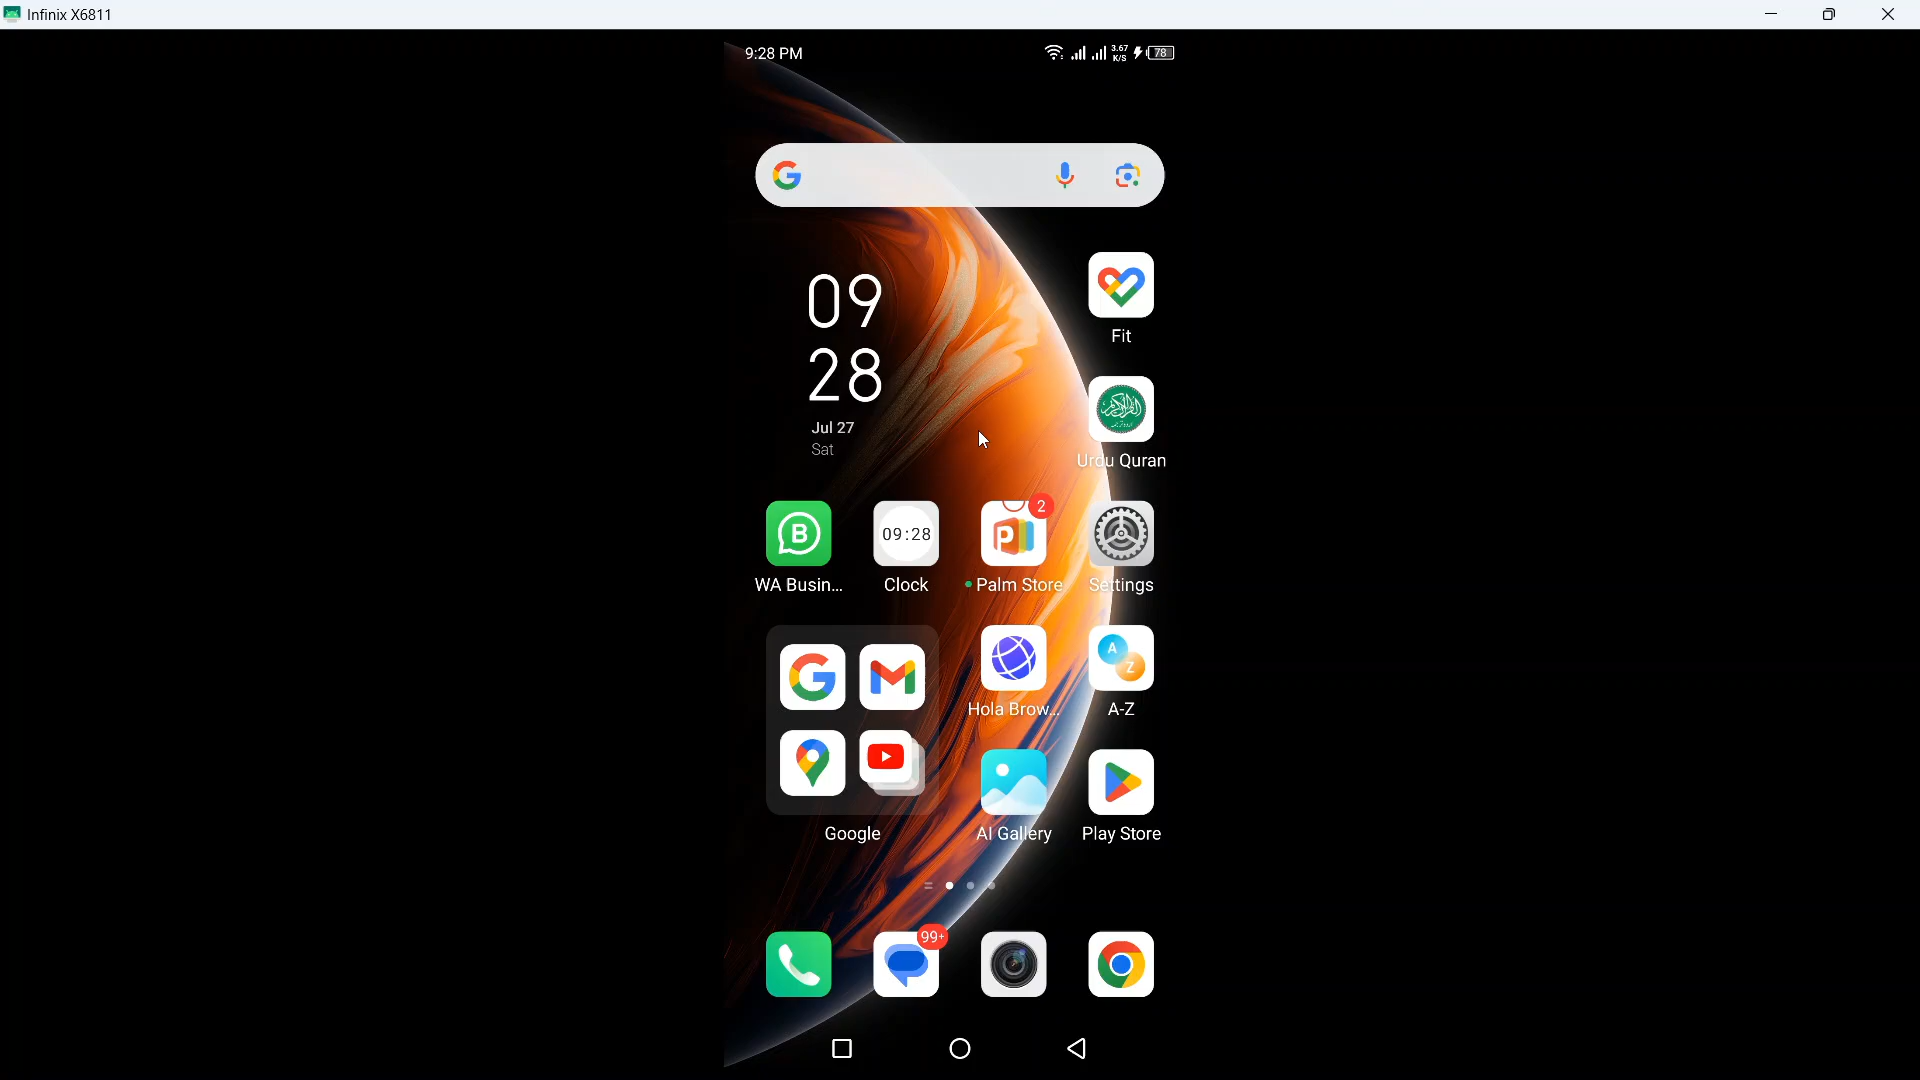 Infinix X6811
9:28 PM
3.67
K/S
78
09
28
Jul 27
Sat
Fit
Urdu Quran
B
WA Busin...
09:28
Clock
P
2
Palm Store
Settings
Hola Brow...
A
Z
A-Z
Google
AI Gallery
Play Store
99+